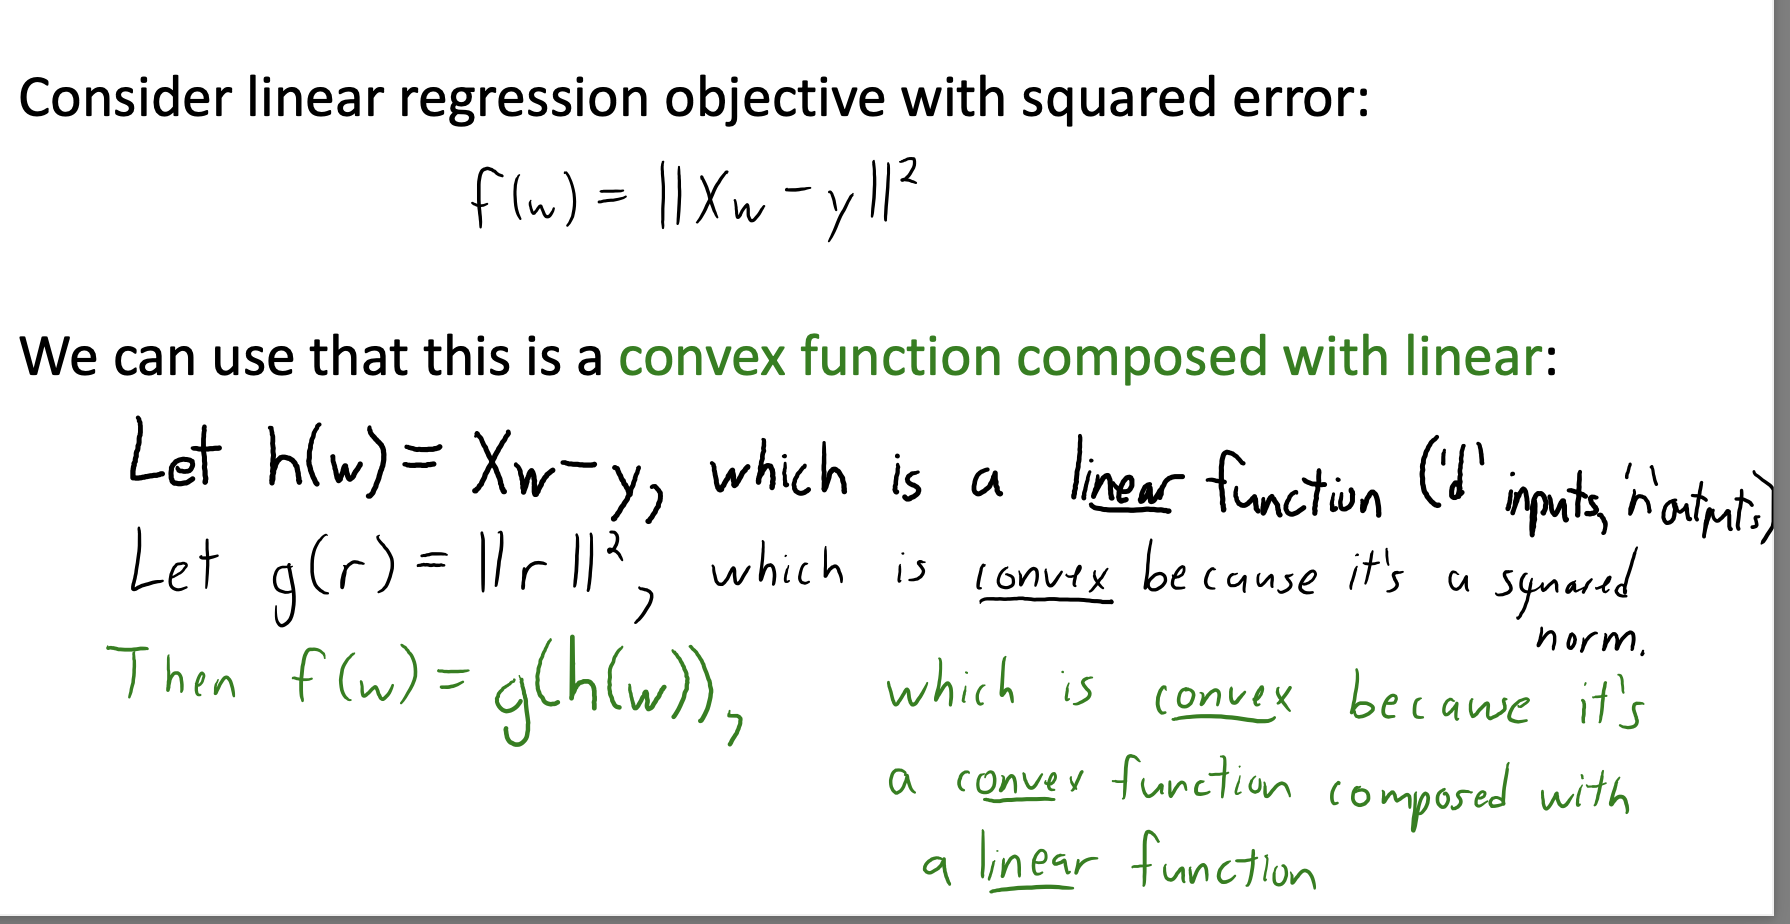 Consider linear regression objective with squared error:
f(w) = ||Xw - y||²
We can use that this is a convex function composed with linear:
Let h(w) = Xw - y, which is a linear function ('d' inputs, 'n' outputs)
Let g(r) = ||r||², which is convex because it's a squared
norm.
Then f(w) = g(h(w)), which is convex because it's
a convex function composed with
a linear function